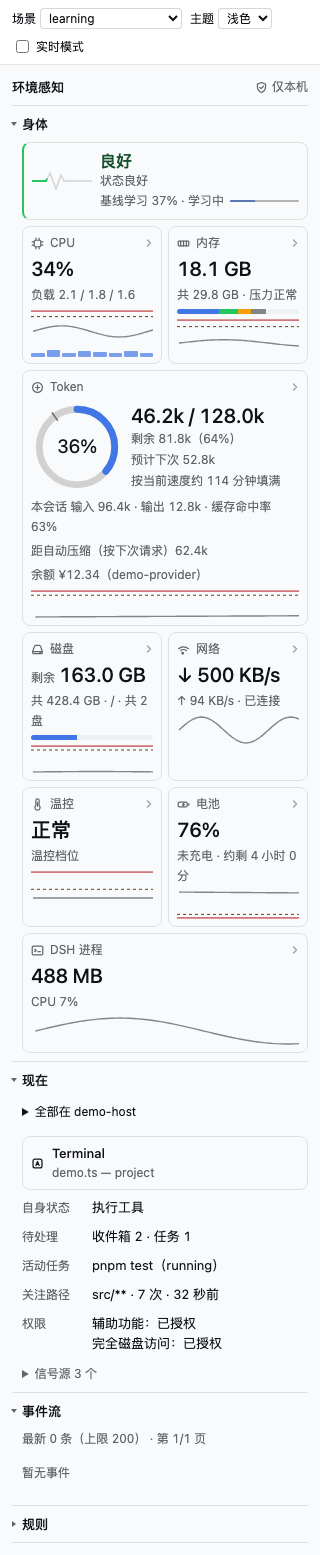 场景 learning 主题 浅色
实时模式
环境感知 仅本机
身体
良好
状态良好
基线学习 37% · 学习中
CPU
34%
负载 2.1 / 1.8 / 1.6
内存
18.1 GB
共 29.8 GB · 压力正常
Token
36%
46.2k / 128.0k
剩余 81.8k（64%）
预计下次 52.8k
按当前速度约 114 分钟填满
本会话 输入 96.4k · 输出 12.8k · 缓存命中率
63%
距自动压缩（按下次请求）62.4k
余额 ¥12.34（demo-provider）
磁盘
剩余 163.0 GB
共 428.4 GB · / · 共 2
盘
网络
↓ 500 KB/s
↑ 94 KB/s · 已连接
温控
正常
温控档位
电池
76%
未充电 · 约剩 4 小时 0
分
DSH 进程
488 MB
CPU 7%
现在
全部在 demo-host
Terminal
demo.ts — project
自身状态 执行工具
待处理 收件箱 2 · 任务 1
活动任务 pnpm test（running）
关注路径 src/** · 7 次 · 32 秒前
权限 辅助功能：已授权
完全磁盘访问：已授权
信号源 3 个
事件流
最新 0 条（上限 200） · 第 1/1 页
暂无事件
规则